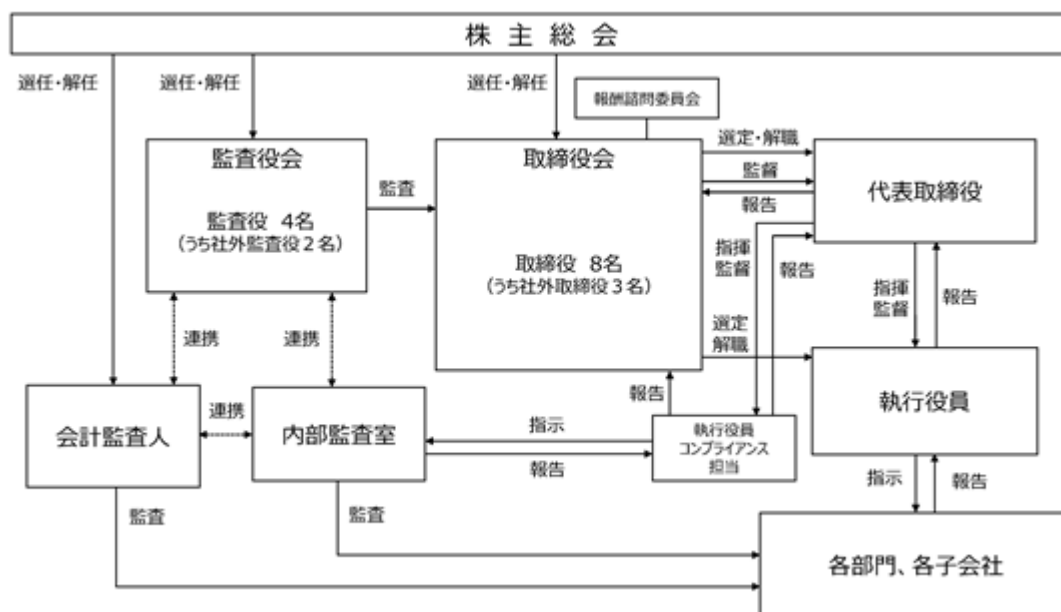 株主総会
選任・解任
選任・解任
選任・解任
報酬諮問委員会
監査役会
監査役 4名
(うち社外監査役2名)
監査
取締役会
取締役 8名
(うち社外取締役3名)
選定・解職
監督
報告
代表取締役
指揮
監督
報告
指揮
監督
報告
連携
連携
選定
解職
会計監査人
連携
内部監査室
指示
報告
報告
執行役員
コンプライアンス
担当
執行役員
監査
監査
指示
報告
各部門、各子会社